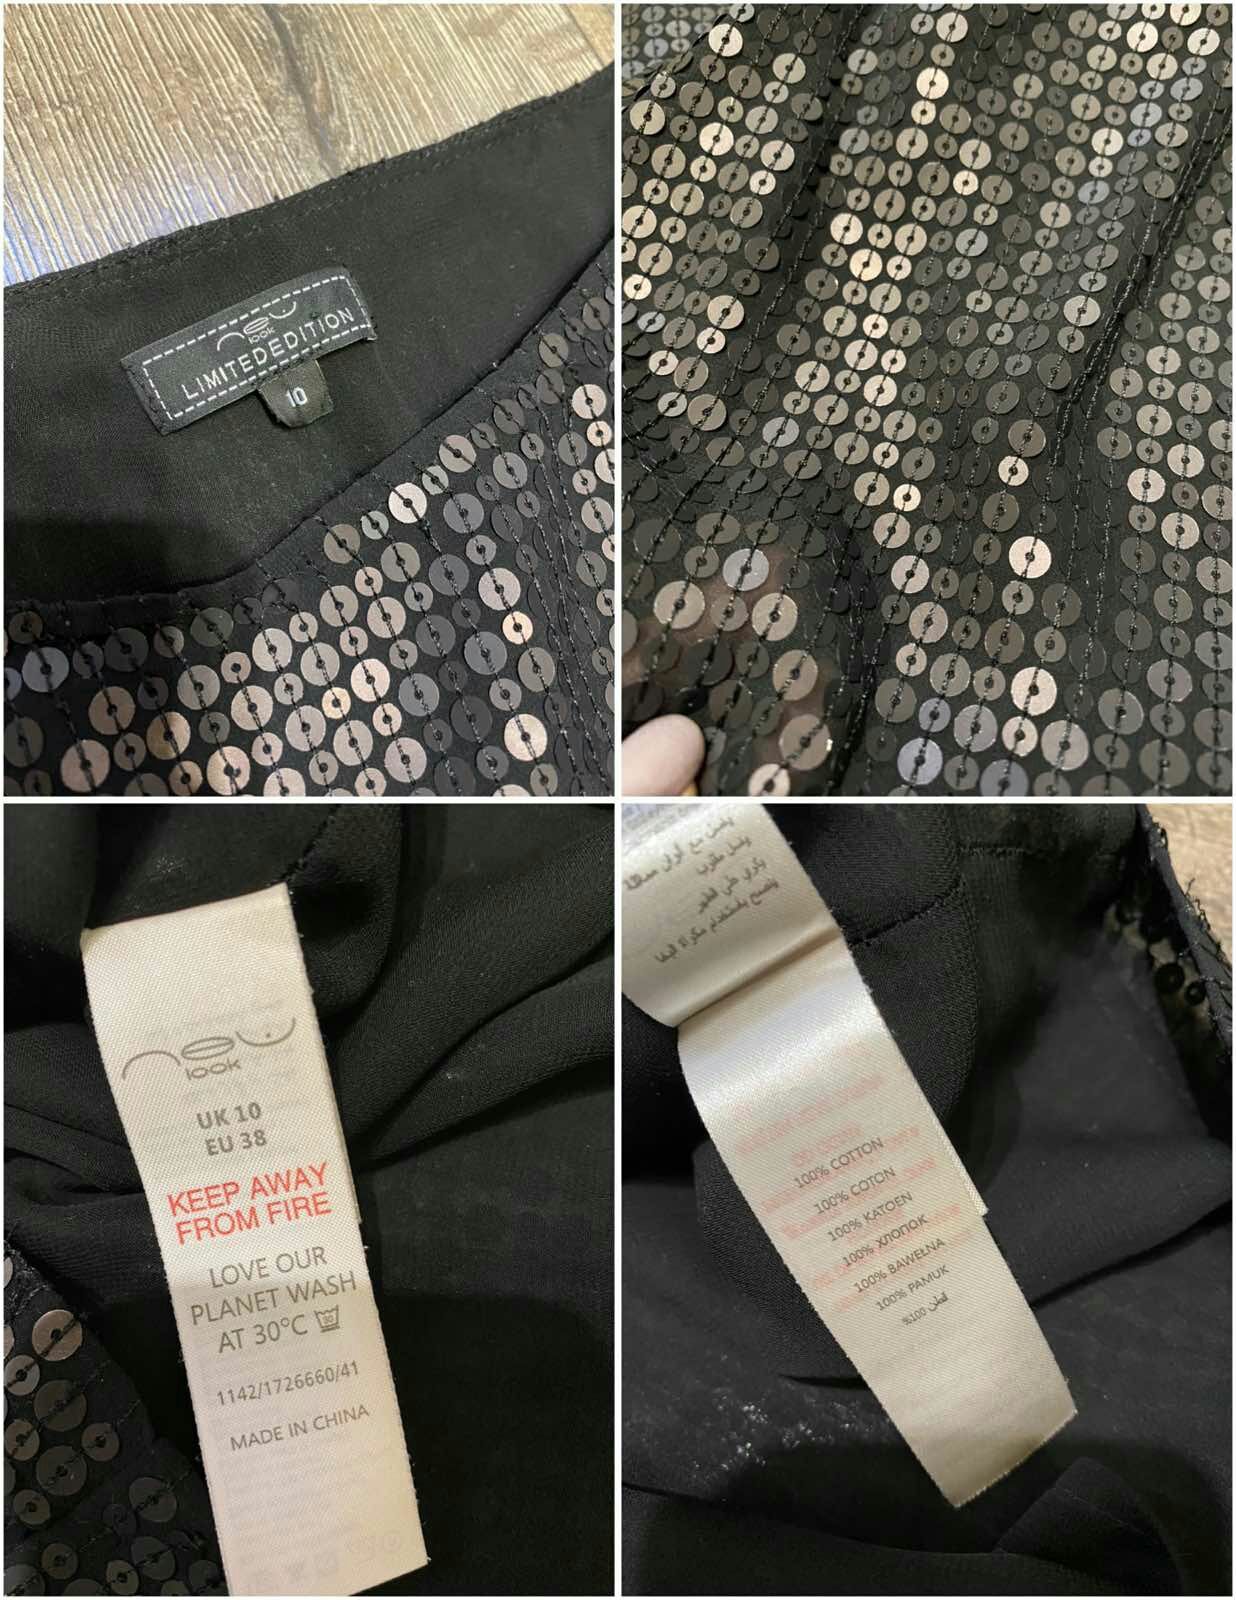 new
look
LIMITEDEDITION
10
new
look
UK 10
EU 38
KEEP AWAY
FROM FIRE
LOVE OUR
PLANET WASH
AT 30°C
1142/1726660/41
MADE IN CHINA
100% COTTON
100% COTON
100% KATOEN
100% ХЛОПОК
100% BAWEŁNA
100% PAMUK
قطن 100%